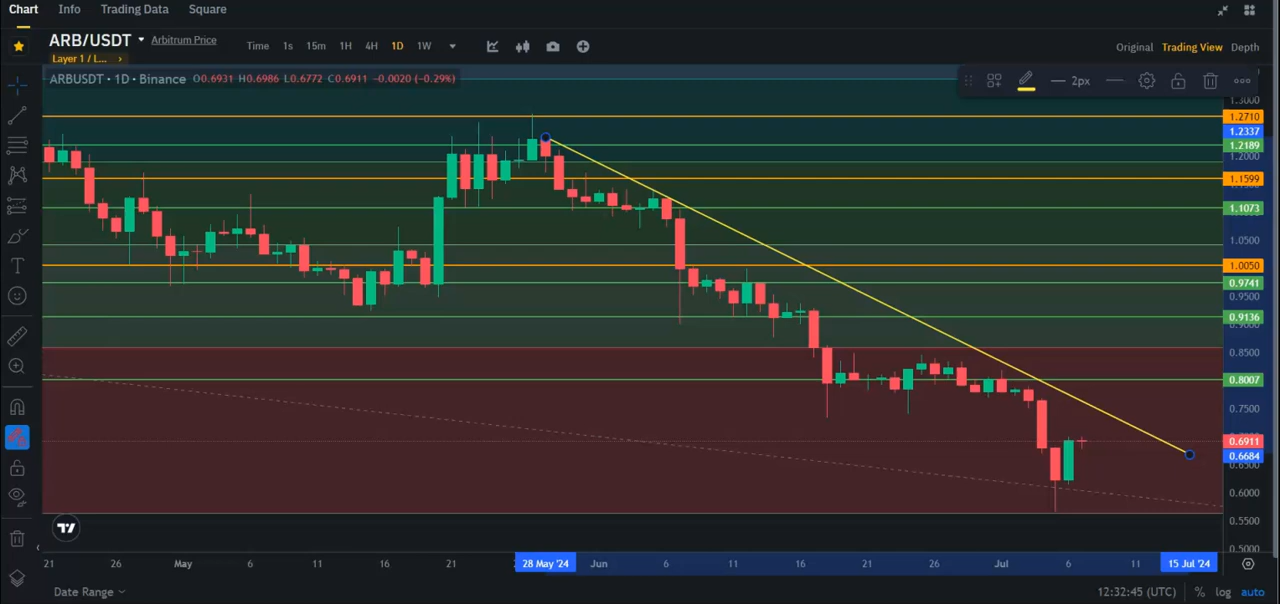 Chart Info Trading Data Square
ARB/USDT Arbitrum Price
Layer 1 / L... >
Time 1s 15m 1H 4H 1D 1W
Original Trading View Depth
ARBUSDT · 1D · Binance O0.6931 H0.6986 L0.6772 C0.6911 -0.0020 (-0.29%)
2px
1.3000
1.2710
1.2337
1.2189
1.2000
1.1599
1.1073
1.0500
1.0050
0.9741
0.9500
0.9136
0.9000
0.8500
0.8007
0.7500
0.6911
0.6684
0.6500
0.6000
0.5500
0.5000
21 26 May 6 11 16 21 28 May '24 Jun 6 11 16 21 26 Jul 6 11 15 Jul '24
Date Range
12:32:45 (UTC) % log auto